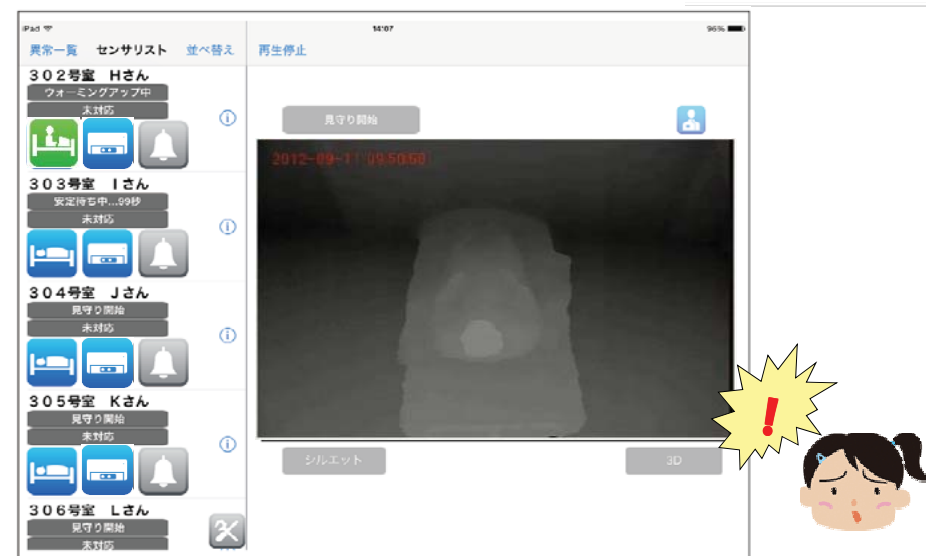 iPad
14:07
96%
異常一覧 センサリスト 並べ替え 再生停止
302号室 Hさん
ウォーミングアップ中
未対応
303号室 Iさん
安定待ち中...99秒
未対応
304号室 Jさん
見守り開始
未対応
305号室 Kさん
見守り開始
未対応
306号室 Lさん
見守り開始
未対応
見守り開始
2012-09-11 09:50:50
シルエット
3D
!